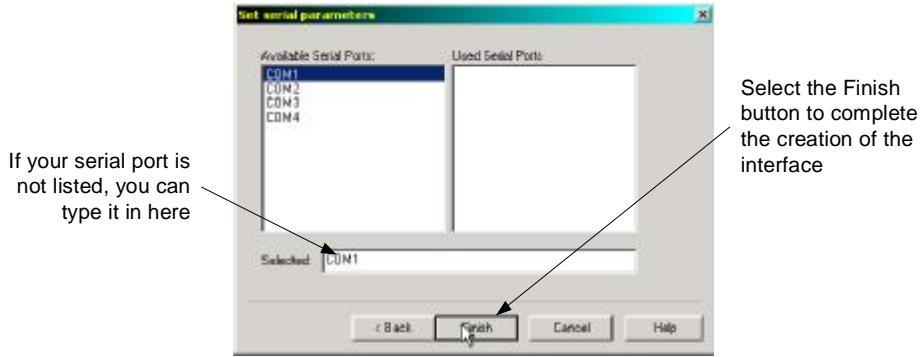 Set serial parameters
Available Serial Ports:
Used Serial Ports
COM1
COM2
COM3
COM4
Selected: COM1
< Back
Finish
Cancel
Help
If your serial port is
not listed, you can
type it in here
Select the Finish
button to complete
the creation of the
interface